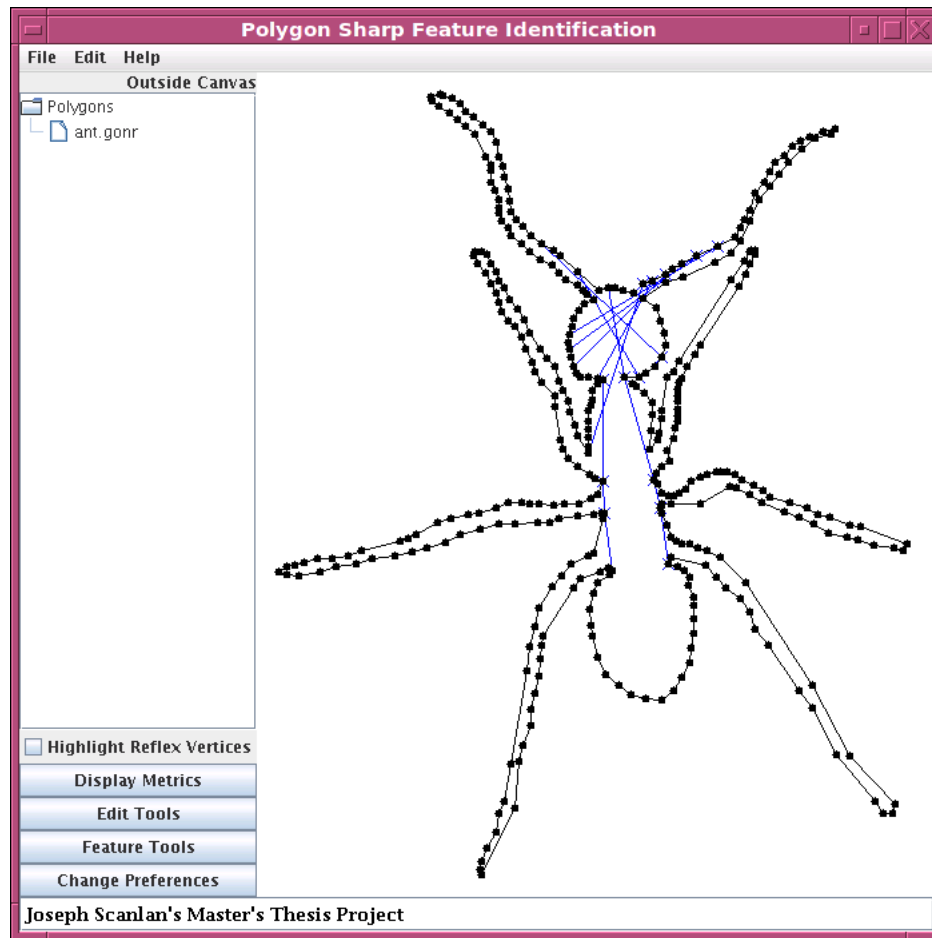 Polygon Sharp Feature Identification
File Edit Help
Outside Canvas
Polygons
ant.gonr
Highlight Reflex Vertices
Display Metrics
Edit Tools
Feature Tools
Change Preferences
Joseph Scanlan's Master's Thesis Project